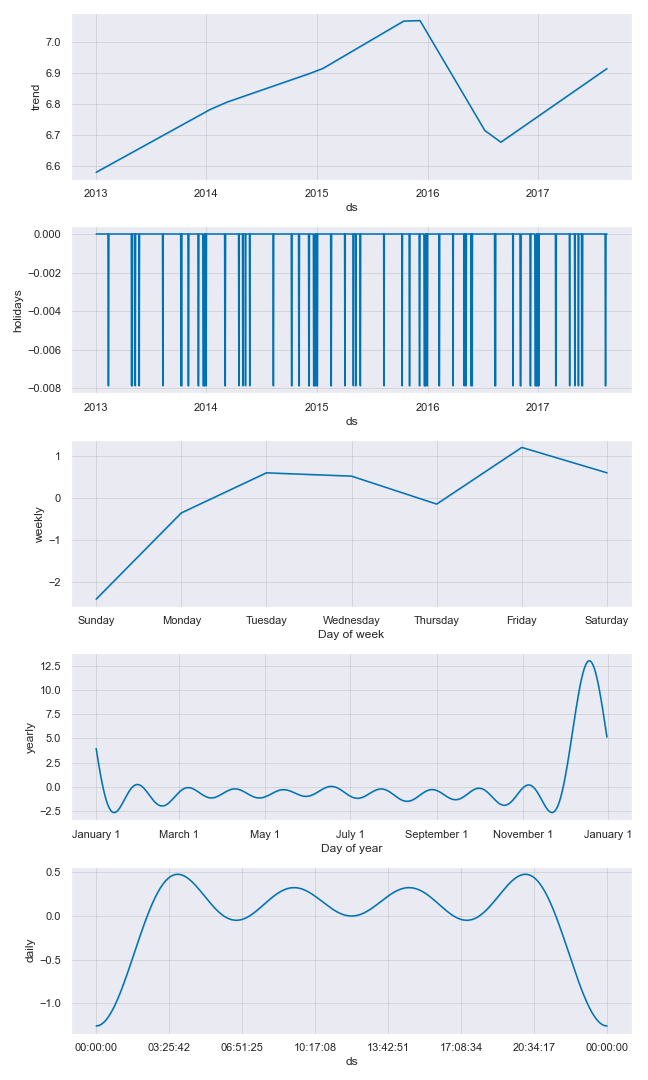 7.0
6.9
6.8
6.7
6.6
trend
2013 2014 2015 2016 2017
ds
0.000
−0.002
−0.004
−0.006
−0.008
holidays
2013 2014 2015 2016 2017
ds
1
0
−1
−2
weekly
Sunday Monday Tuesday Wednesday Thursday Friday Saturday
Day of week
12.5
10.0
7.5
5.0
2.5
0.0
−2.5
yearly
January 1 March 1 May 1 July 1 September 1 November 1 January 1
Day of year
0.5
0.0
−0.5
−1.0
daily
00:00:00 03:25:42 06:51:25 10:17:08 13:42:51 17:08:34 20:34:17 00:00:00
ds